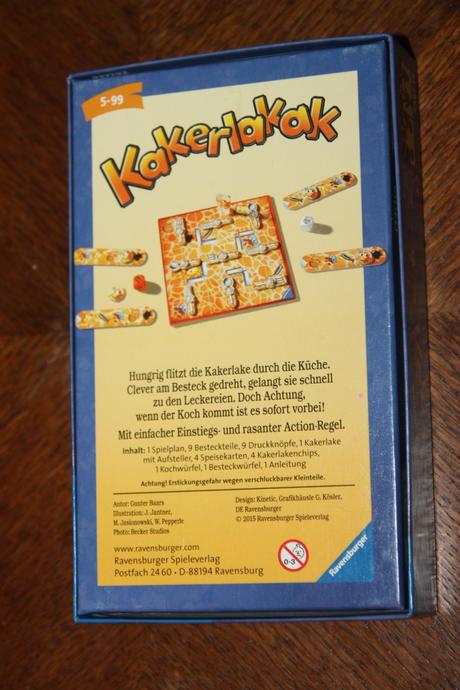 5-99
Kakerlakak
Hungrig flitzt die Kakerlake durch die Küche.
Clever am Besteck gedreht, gelangt sie schnell
zu den Leckereien. Doch Achtung,
wenn der Koch kommt ist es sofort vorbei!
Mit einfacher Einstiegs- und rasanter Action-Regel.
Inhalt: 1 Spielplan, 9 Besteckteile, 9 Druckknöpfe, 1 Kakerlake
mit Aufsteller, 4 Speisekarten, 4 Kakerlakenchips,
1 Kochwürfel, 1 Besteckwürfel, 1 Anleitung
Achtung! Erstickungsgefahr wegen verschluckbarer Kleinteile.
Autor: Gunter Baars
Illustration: J. Jantner,
M. Jasionowski, W. Pepperle
Photo: Becker Studios
Design: Kinetic, Grafikhäusle G. Kösler,
DE Ravensburger
© 2015 Ravensburger Spieleverlag
www.ravensburger.com
Ravensburger Spieleverlag
Postfach 24 60 · D-88194 Ravensburg
0-3
Ravensburger